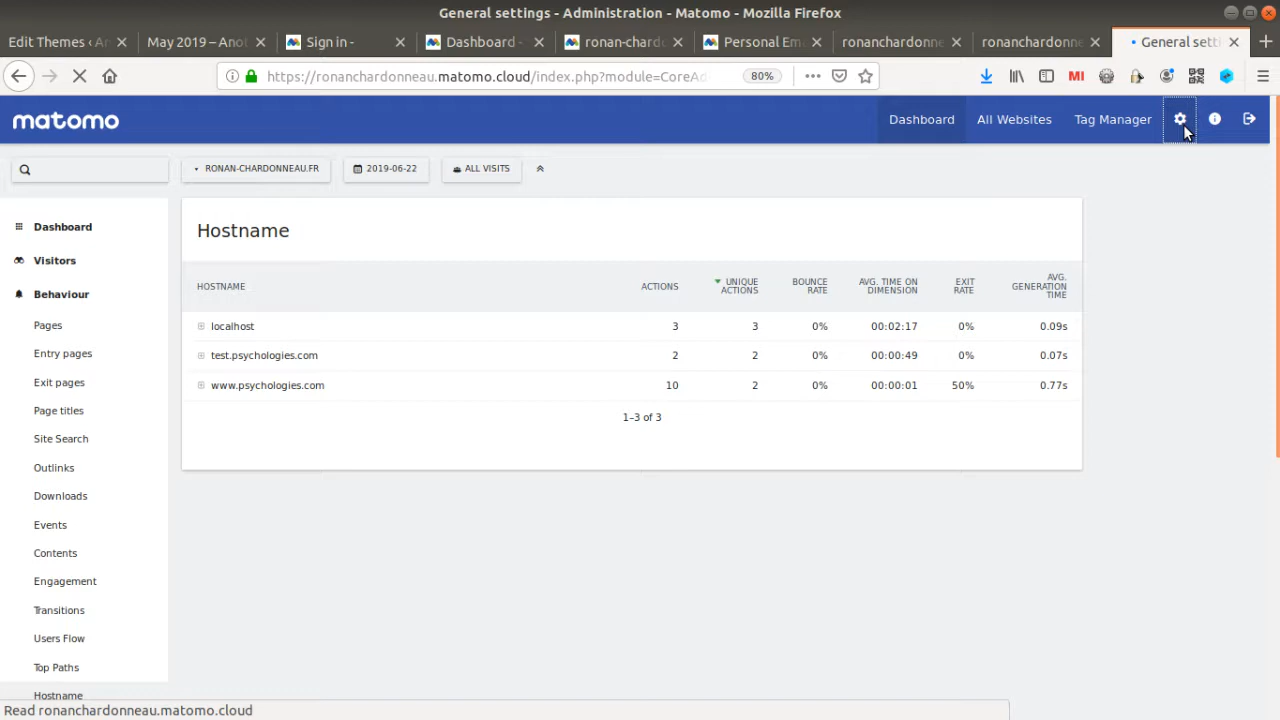 General settings - Administration - Matomo - Mozilla Firefox
Edit Themes ‹ An
May 2019 – Anot
Sign in -
Dashboard -
ronan-chard
Personal Em
ronanchardonne
ronanchardonne
General setti
https://ronanchardonneau.matomo.cloud/index.php?module=CoreAd
80%
MI
matomo
Dashboard
All Websites
Tag Manager
RONAN-CHARDONNEAU.FR
2019-06-22
ALL VISITS
Dashboard
Visitors
Behaviour
Pages
Entry pages
Exit pages
Page titles
Site Search
Outlinks
Downloads
Events
Contents
Engagement
Transitions
Users Flow
Top Paths
Hostname
Hostname
HOSTNAME ACTIONS UNIQUE ACTIONS BOUNCE RATE AVG. TIME ON DIMENSION EXIT RATE AVG. GENERATION TIME
localhost 3 3 0% 00:02:17 0% 0.09s
test.psychologies.com 2 2 0% 00:00:49 0% 0.07s
www.psychologies.com 10 2 0% 00:00:01 50% 0.77s
1–3 of 3
Read ronanchardonneau.matomo.cloud